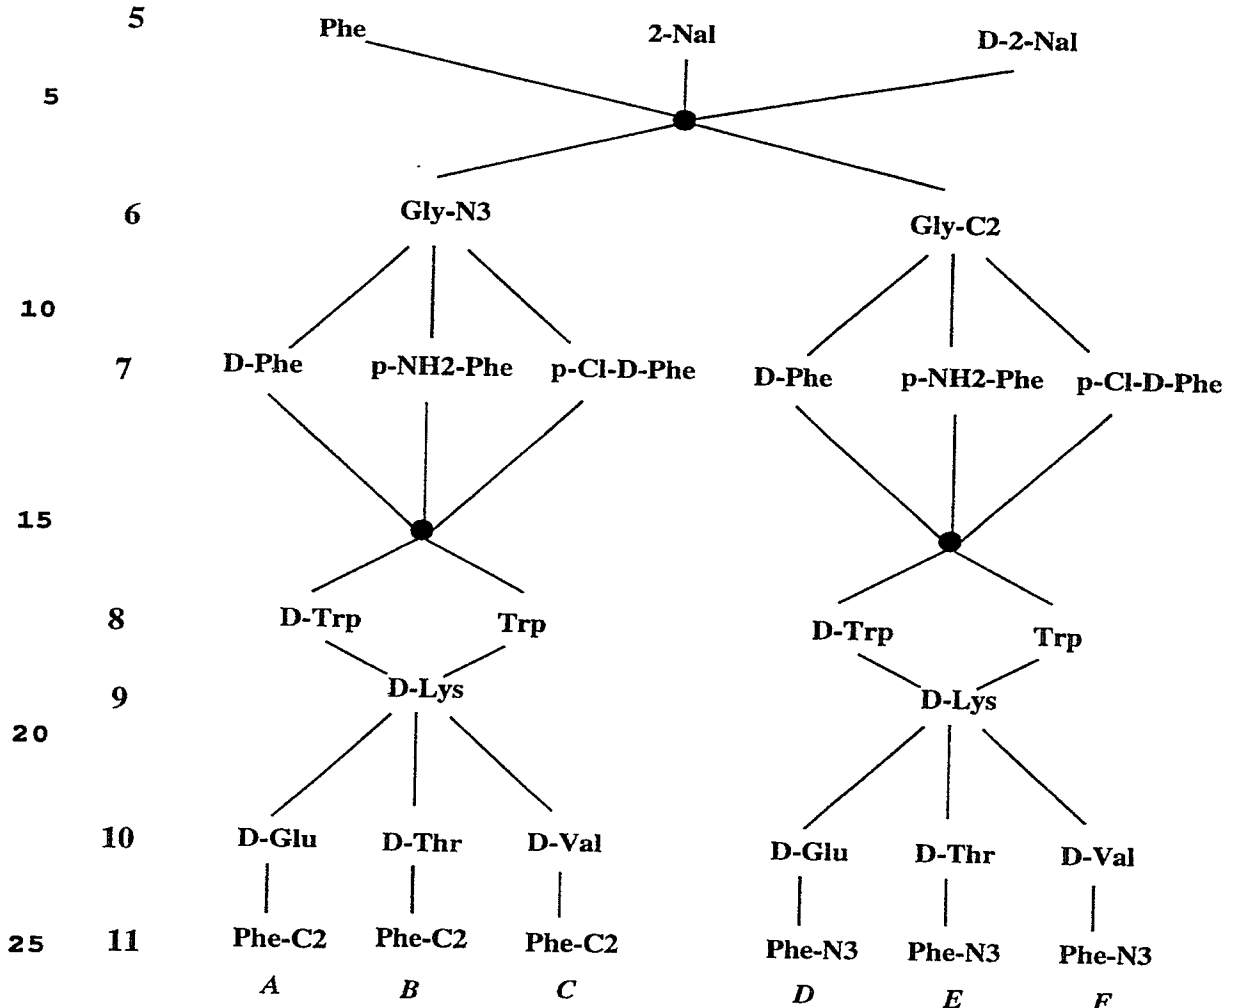 5 Phe 2-Nal D-2-Nal
5
6 Gly-N3 Gly-C2
10
7 D-Phe p-NH2-Phe p-Cl-D-Phe D-Phe p-NH2-Phe p-Cl-D-Phe
15
8 D-Trp Trp D-Trp Trp
9 D-Lys D-Lys
20
10 D-Glu D-Thr D-Val D-Glu D-Thr D-Val
25 11 Phe-C2 Phe-C2 Phe-C2 Phe-N3 Phe-N3 Phe-N3
A B C D E F